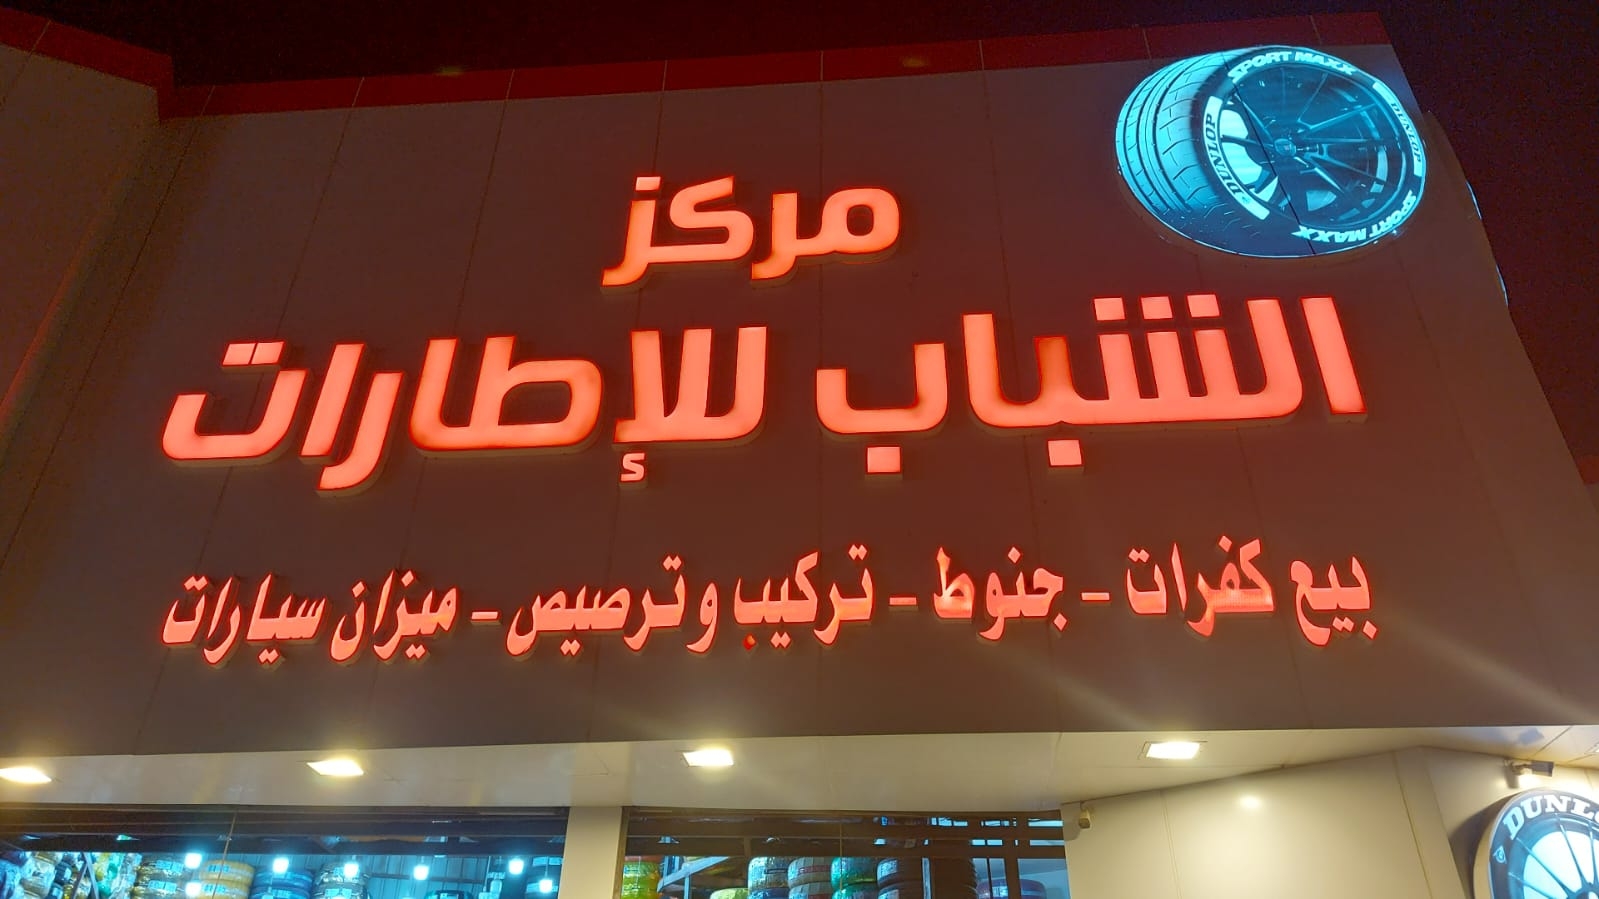 مركز
الشباب للإطارات
بيع كفرات - جنوط - تركيب وترصيص - ميزان سيارات
SPORT MAXX
DUNLOP
DUNLOP
SPORT MAXX